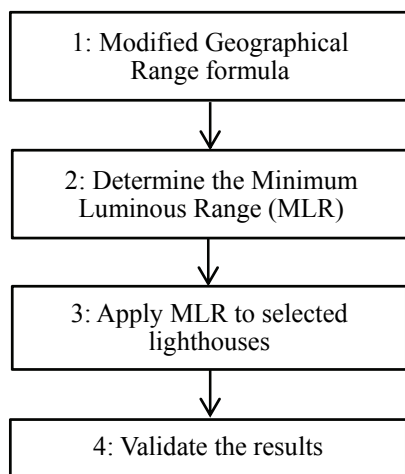 1: Modified Geographical
Range formula
2: Determine the Minimum
Luminous Range (MLR)
3: Apply MLR to selected
lighthouses
4: Validate the results